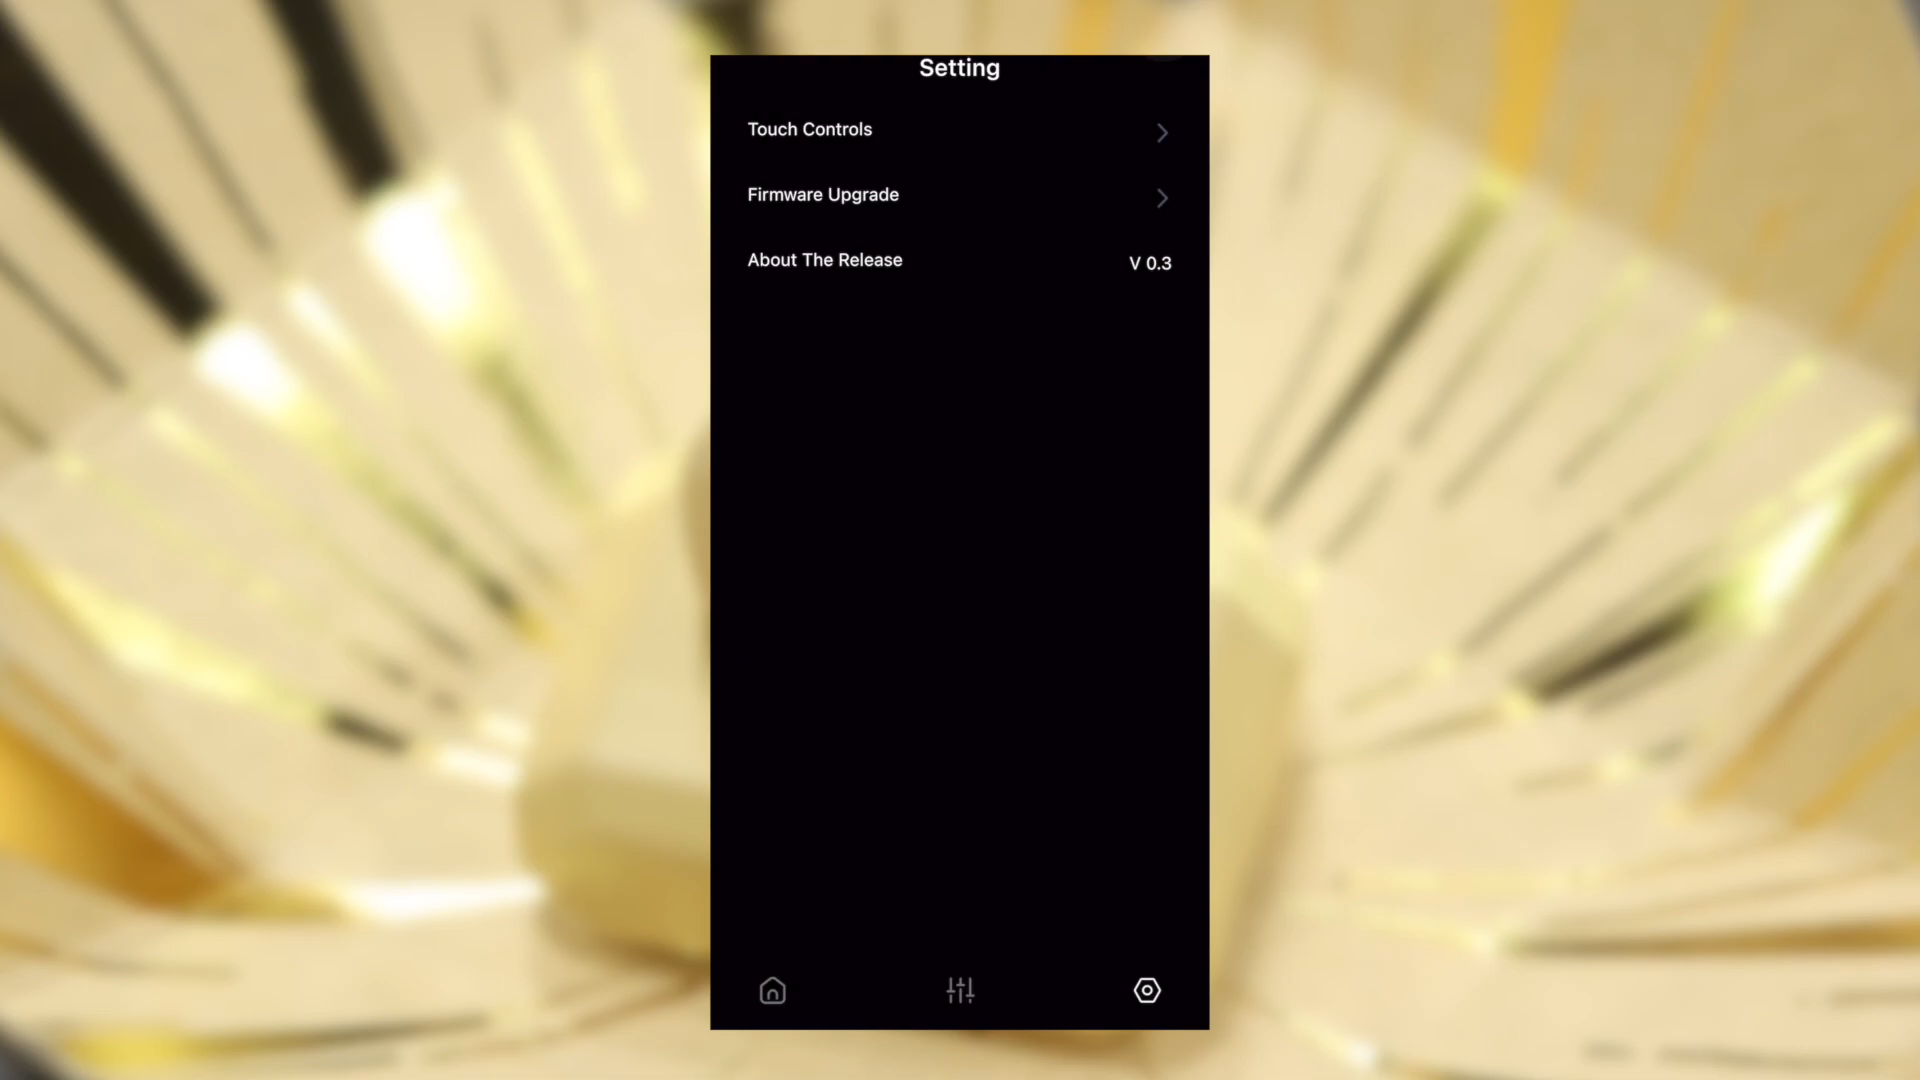 Setting
Touch Controls
Firmware Upgrade
About The Release
V 0.3